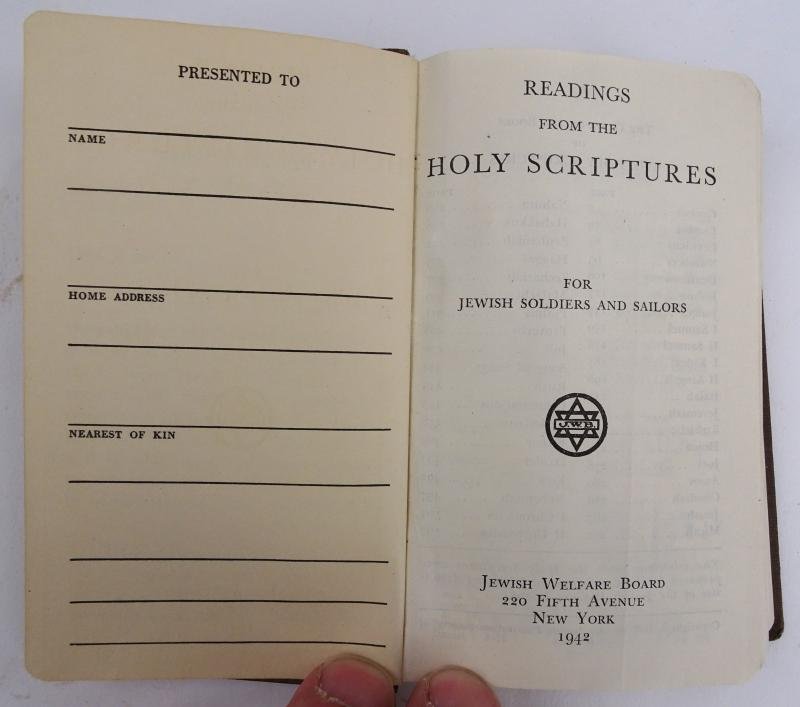 PRESENTED TO
NAME
HOME ADDRESS
NEAREST OF KIN
READINGS
FROM THE
HOLY SCRIPTURES
FOR
JEWISH SOLDIERS AND SAILORS
J.W.B.
JEWISH WELFARE BOARD
220 FIFTH AVENUE
NEW YORK
1942